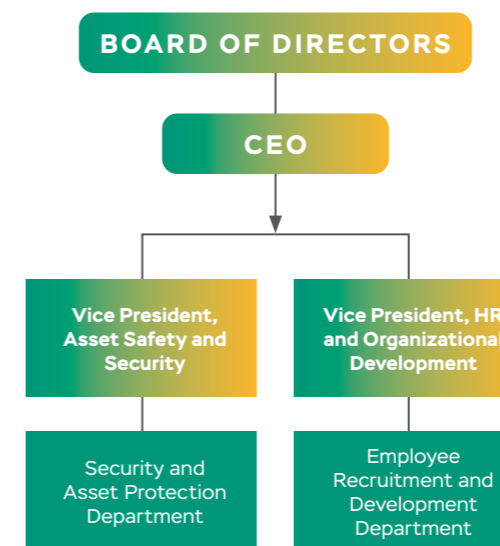 BOARD OF DIRECTORS
CEO
Vice President,
Asset Safety and
Security
Vice President, HR
and Organizational
Development
Security and
Asset Protection
Department
Employee
Recruitment and
Development
Department